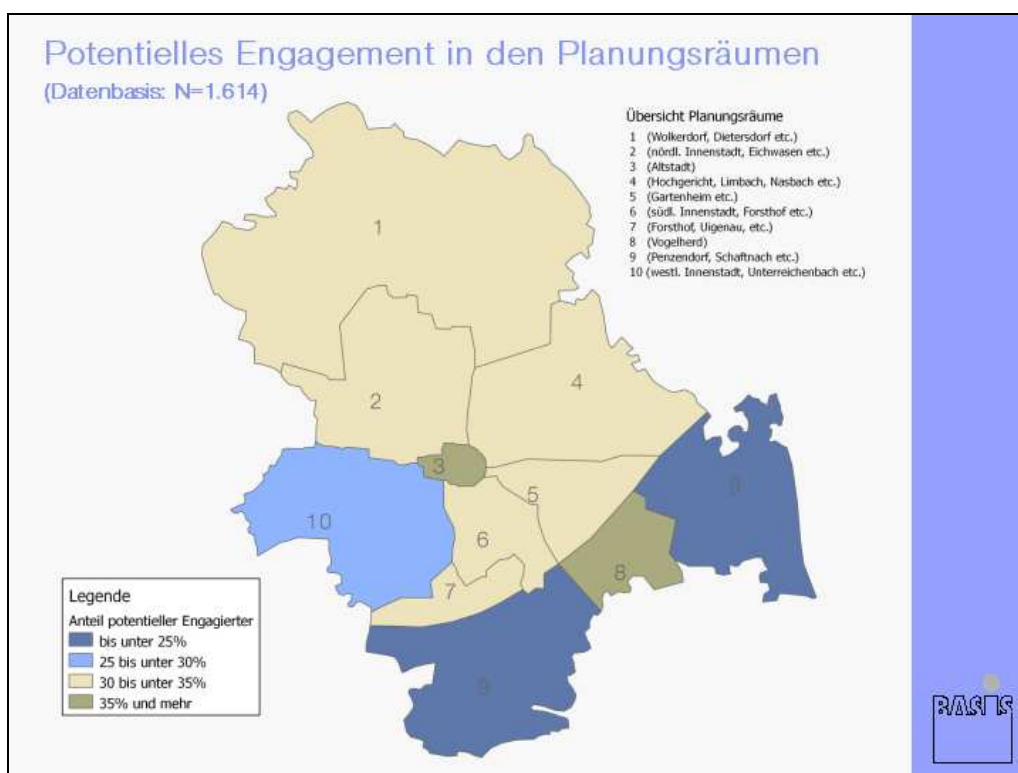 Potentielles Engagement in den Planungsräumen
(Datenbasis: N=1.614)
Übersicht Planungsräume
1 (Wolkerdorf, Dietersdorf etc.)
2 (nördl. Innenstadt, Eichwasen etc.)
3 (Altstadt)
4 (Hochgericht, Limbach, Nasbach etc.)
5 (Gartenheim etc.)
6 (südl. Innenstadt, Forsthof etc.)
7 (Forsthof, Uigenau, etc.)
8 (Vogelherd)
9 (Penzendorf, Schaftnach etc.)
10 (westl. Innenstadt, Unterreichenbach etc.)
1
2
4
3
9
5
10
6
8
7
9
Legende
Anteil potentieller Engagierter
bis unter 25%
25 bis unter 30%
30 bis unter 35%
35% und mehr
BASIS